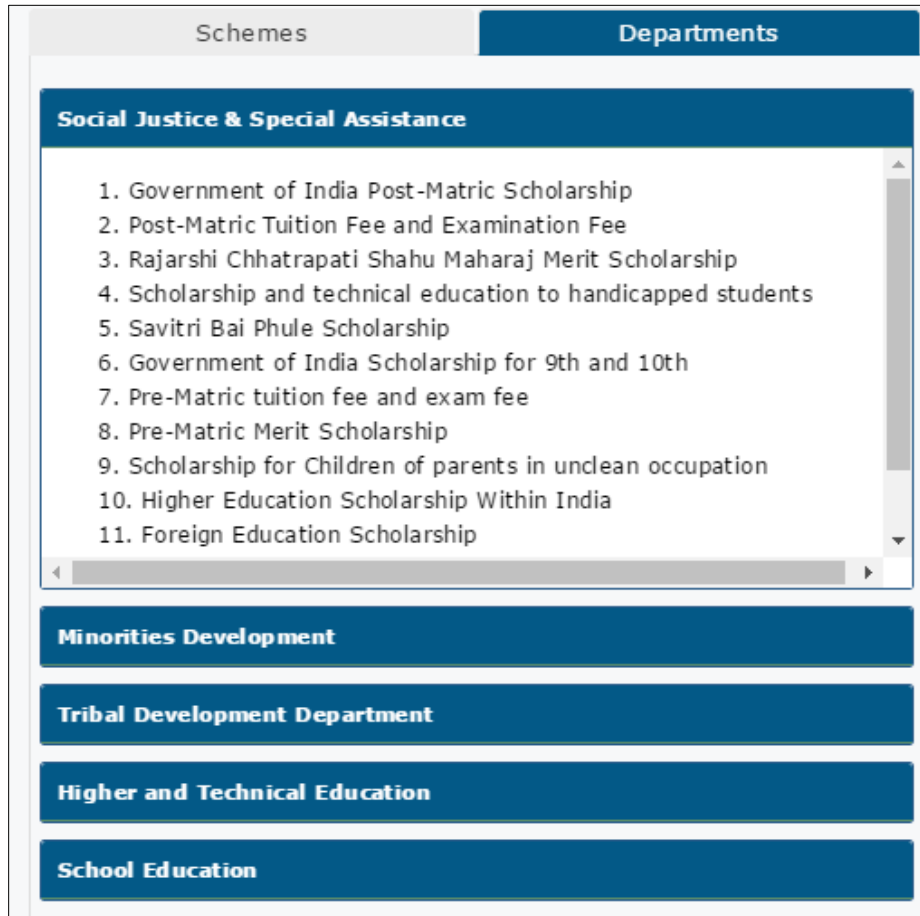 Schemes
Departments
Social Justice & Special Assistance
1. Government of India Post-Matric Scholarship
2. Post-Matric Tuition Fee and Examination Fee
3. Rajarshi Chhatrapati Shahu Maharaj Merit Scholarship
4. Scholarship and technical education to handicapped students
5. Savitri Bai Phule Scholarship
6. Government of India Scholarship for 9th and 10th
7. Pre-Matric tuition fee and exam fee
8. Pre-Matric Merit Scholarship
9. Scholarship for Children of parents in unclean occupation
10. Higher Education Scholarship Within India
11. Foreign Education Scholarship
Minorities Development
Tribal Development Department
Higher and Technical Education
School Education